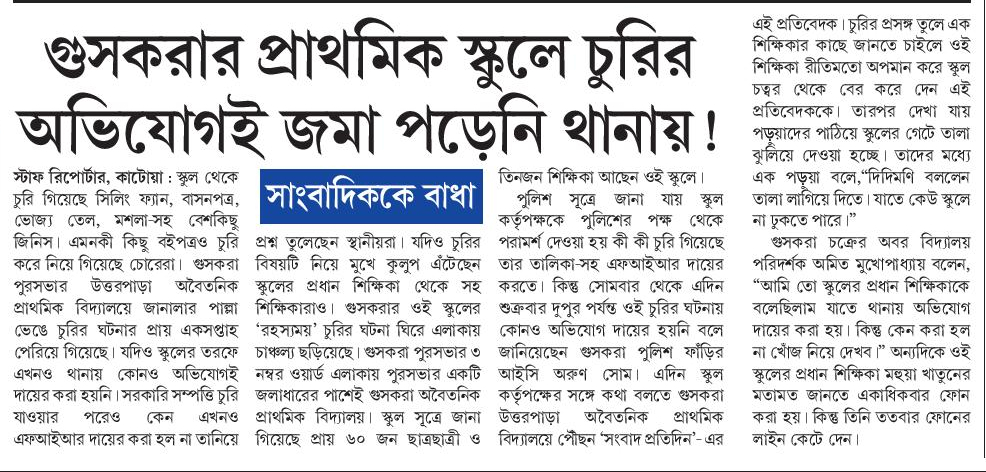 গুসকরার প্রাথমিক স্কুলে চুরির
অভিযোগই জমা পড়েনি থানায়!
স্টাফ রিপোর্টার, কাটোয়া : স্কুল থেকে
চুরি গিয়েছে সিলিং ফ্যান, বাসনপত্র,
ভোজ্য তেল, মশলা-সহ বেশকিছু
জিনিস। এমনকী কিছু বইপত্রও চুরি
করে নিয়ে গিয়েছে চোরেরা। গুসকরা
পুরসভার উত্তরপাড়া অবৈতনিক
প্রাথমিক বিদ্যালয়ে জানালার পাল্লা
ভেঙে চুরির ঘটনার প্রায় একসপ্তাহ
পেরিয়ে গিয়েছে। যদিও স্কুলের তরফে
এখনও থানায় কোনও অভিযোগই
দায়ের করা হয়নি। সরকারি সম্পত্তি চুরি
যাওয়ার পরেও কেন এখনও
এফআইআর দায়ের করা হল না তানিয়ে
সাংবাদিককে বাধা
প্রশ্ন তুলেছেন স্থানীয়রা। যদিও চুরির
বিষয়টি নিয়ে মুখে কুলুপ এঁটেছেন
স্কুলের প্রধান শিক্ষিকা থেকে সহ
শিক্ষিকারাও। গুসকরার ওই স্কুলের
‘রহস্যময়’ চুরির ঘটনা ঘিরে এলাকায়
চাঞ্চল্য ছড়িয়েছে। গুসকরা পুরসভার ৩
নম্বর ওয়ার্ড এলাকায় পুরসভার একটি
জলাধারের পাশেই গুসকরা অবৈতনিক
প্রাথমিক বিদ্যালয়। স্কুল সূত্রে জানা
গিয়েছে প্রায় ৬০ জন ছাত্রছাত্রী ও
তিনজন শিক্ষিকা আছেন ওই স্কুলে।
পুলিশ সূত্রে জানা যায় স্কুল
কর্তৃপক্ষকে পুলিশের পক্ষ থেকে
পরামর্শ দেওয়া হয় কী কী চুরি গিয়েছে
তার তালিকা-সহ এফআইআর দায়ের
করতে। কিন্তু সোমবার থেকে এদিন
শুক্রবার দুপুর পর্যন্ত ওই চুরির ঘটনায়
কোনও অভিযোগ দায়ের হয়নি বলে
জানিয়েছেন গুসকরা পুলিশ ফাঁড়ির
আইসি অরুণ সোম। এদিন স্কুল
কর্তৃপক্ষের সঙ্গে কথা বলতে গুসকরা
উত্তরপাড়া অবৈতনিক প্রাথমিক
বিদ্যালয়ে পৌঁছন ‘সংবাদ প্রতিদিন’-এর
এই প্রতিবেদক। চুরির প্রসঙ্গ তুলে এক
শিক্ষিকার কাছে জানতে চাইলে ওই
শিক্ষিকা রীতিমতো অপমান করে স্কুল
চত্বর থেকে বের করে দেন এই
প্রতিবেদককে। তারপর দেখা যায়
পড়ুয়াদের পাঠিয়ে স্কুলের গেটে তালা
ঝুলিয়ে দেওয়া হচ্ছে। তাদের মধ্যে
এক পড়ুয়া বলে,“দিদিমণি বললেন
তালা লাগিয়ে দিতে। যাতে কেউ স্কুলে
না ঢুকতে পারে।”
গুসকরা চক্রের অবর বিদ্যালয়
পরিদর্শক অমিত মুখোপাধ্যায় বলেন,
“আমি তো স্কুলের প্রধান শিক্ষিকাকে
বলেছিলাম যাতে থানায় অভিযোগ
দায়ের করা হয়। কিন্তু কেন করা হল
না খোঁজ নিয়ে দেখব।” অন্যদিকে ওই
স্কুলের প্রধান শিক্ষিকা মহুয়া খাতুনের
মতামত জানতে একাধিকবার ফোন
করা হয়। কিন্তু তিনি ততবার ফোনের
লাইন কেটে দেন।